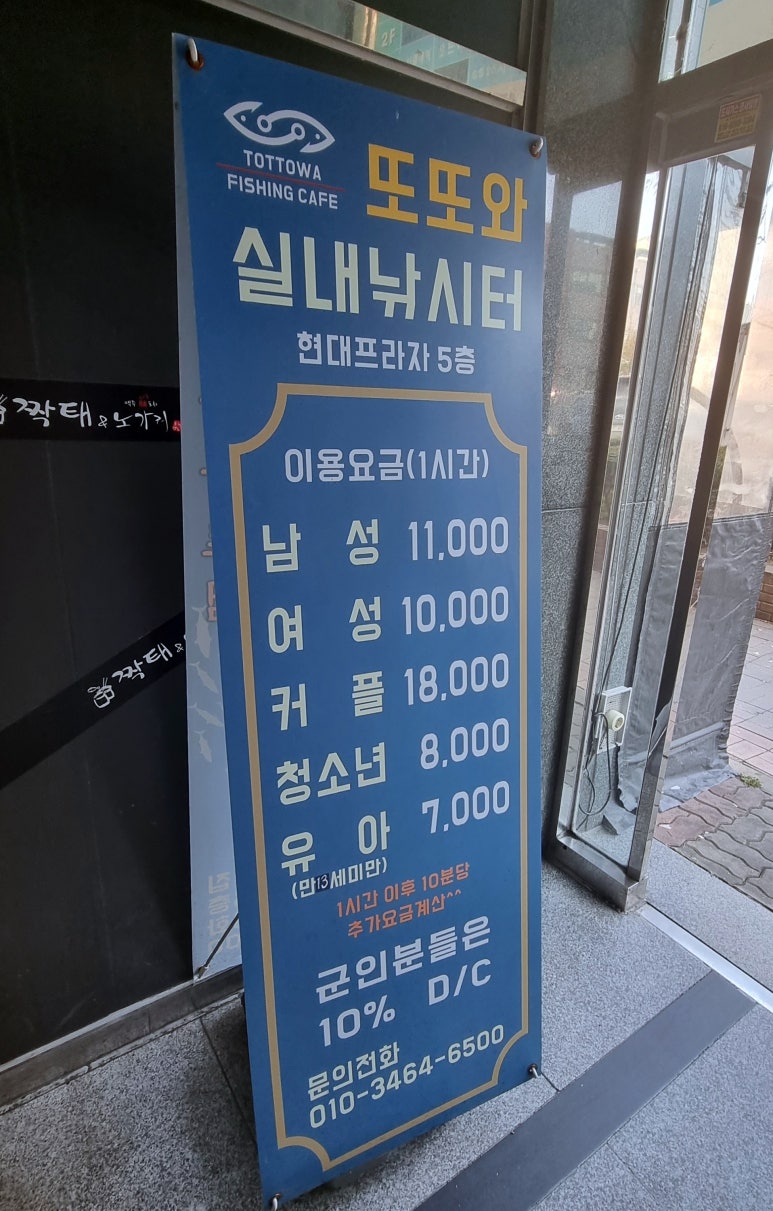 TOTTOWA
FISHING CAFE
또또와
실내낚시터
현대프라자 5층
이용요금(1시간)
남 성 11,000
여 성 10,000
커 플 18,000
청소년 8,000
유 아 7,000
(만13세미만)
1시간 이후 10분당
추가요금계산^^
군인분들은
10% D/C
문의전화
010-3464-6500
짝태&노가리
짝태&
2F